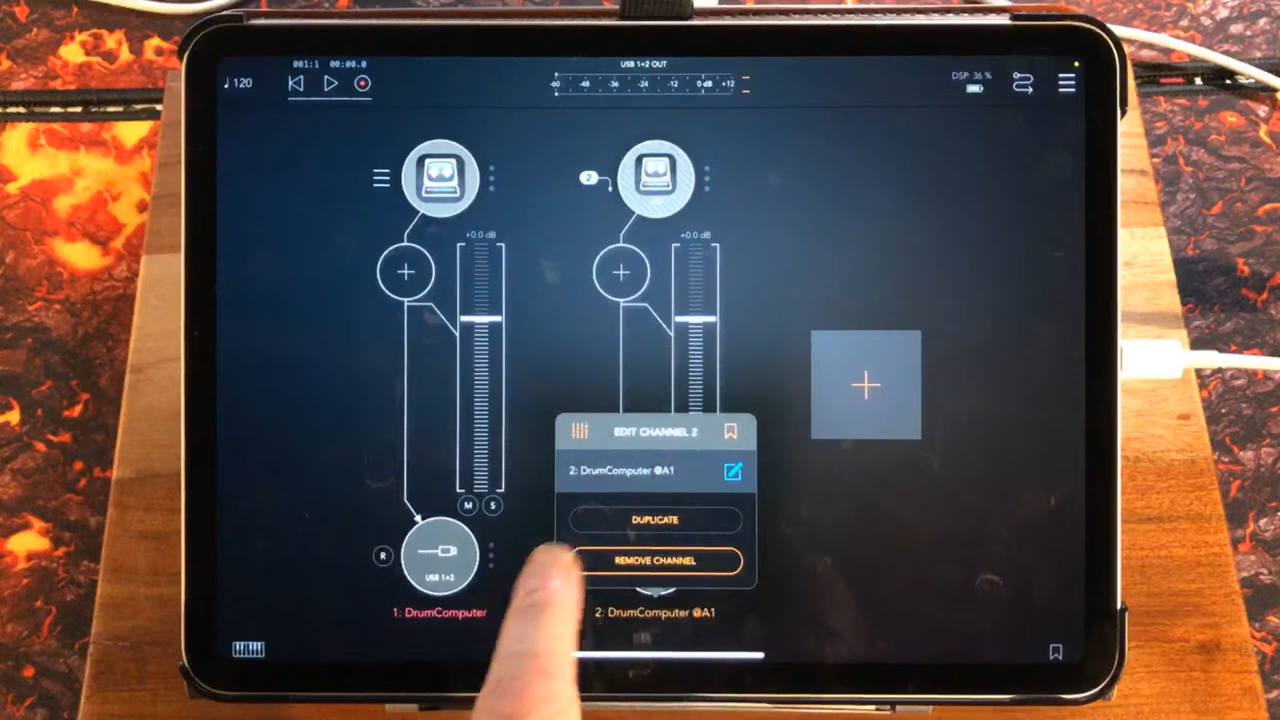 001:1 00:00.0
♩ 120
USB 1+2 OUT
-60 -48 -36 -24 -12 0 dB +12
DSP: 36 %
2
+0.0 dB
+0.0 dB
EDIT CHANNEL 2
2: DrumComputer @A1
DUPLICATE
REMOVE CHANNEL
M S
R
USB 1+2
1: DrumComputer
2: DrumComputer @A1